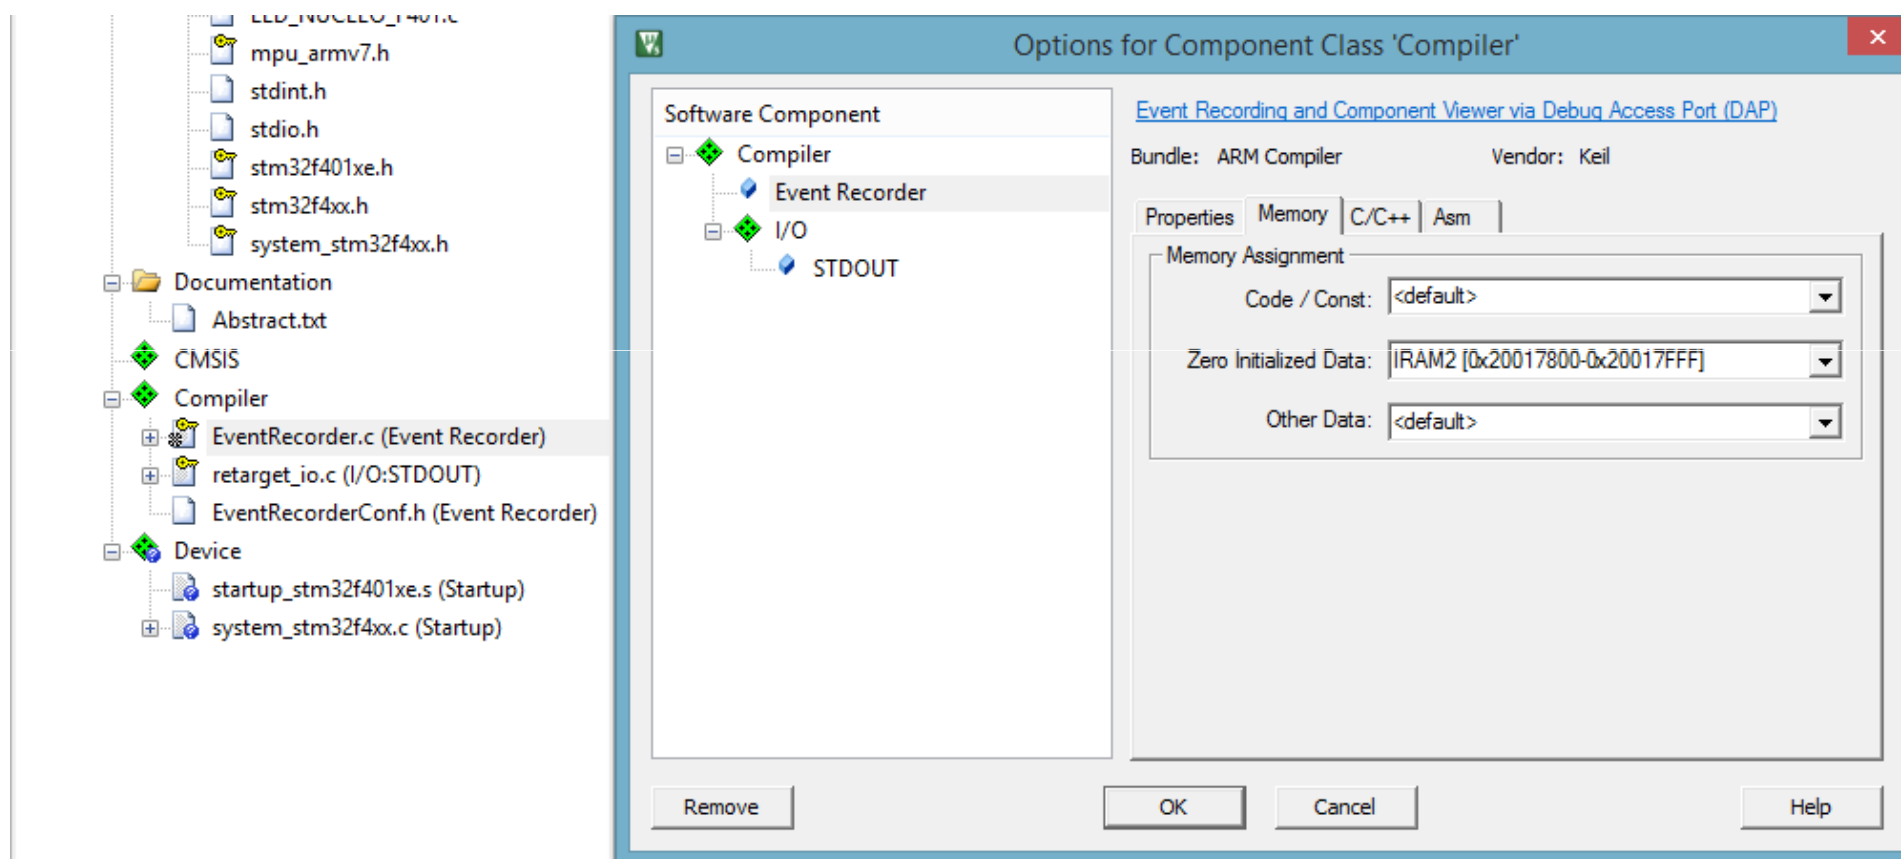 LED_NUCLEO_F401.c
mpu_armv7.h
stdint.h
stdio.h
stm32f401xe.h
stm32f4xx.h
system_stm32f4xx.h
Documentation
Abstract.txt
CMSIS
Compiler
EventRecorder.c (Event Recorder)
retarget_io.c (I/O:STDOUT)
EventRecorderConf.h (Event Recorder)
Device
startup_stm32f401xe.s (Startup)
system_stm32f4xx.c (Startup)
Options for Component Class 'Compiler'
Software Component
Compiler
Event Recorder
I/O
STDOUT
Event Recording and Component Viewer via Debug Access Port (DAP)
Bundle: ARM Compiler Vendor: Keil
Properties Memory C/C++ Asm
Memory Assignment
Code / Const: <default>
Zero Initialized Data: IRAM2 [0x20017800-0x20017FFF]
Other Data: <default>
Remove OK Cancel Help